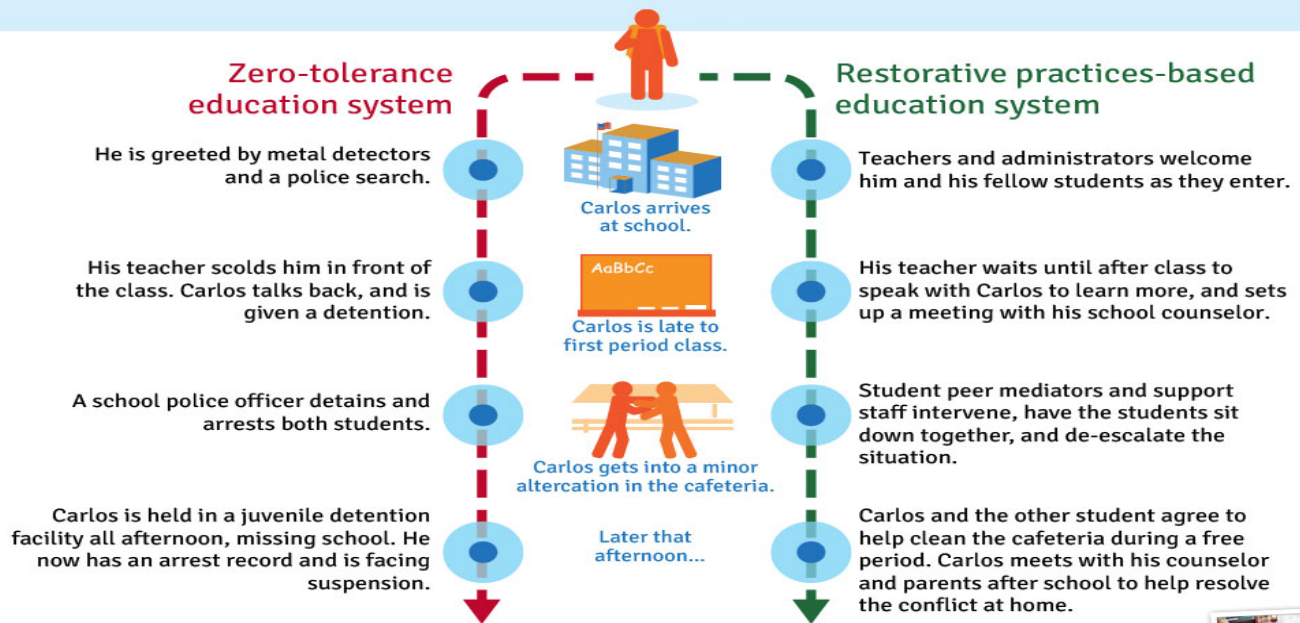 Zero-tolerance
education system
Restorative practices-based
education system
He is greeted by metal detectors
and a police search.
Carlos arrives
at school.
Teachers and administrators welcome
him and his fellow students as they enter.
His teacher scolds him in front of
the class. Carlos talks back, and is
given a detention.
AaBbCc
Carlos is late to
first period class.
His teacher waits until after class to
speak with Carlos to learn more, and sets
up a meeting with his school counselor.
A school police officer detains and
arrests both students.
Carlos gets into a minor
altercation in the cafeteria.
Student peer mediators and support
staff intervene, have the students sit
down together, and de-escalate the
situation.
Carlos is held in a juvenile detention
facility all afternoon, missing school. He
now has an arrest record and is facing
suspension.
Later that
afternoon...
Carlos and the other student agree to
help clean the cafeteria during a free
period. Carlos meets with his counselor
and parents after school to help resolve
the conflict at home.